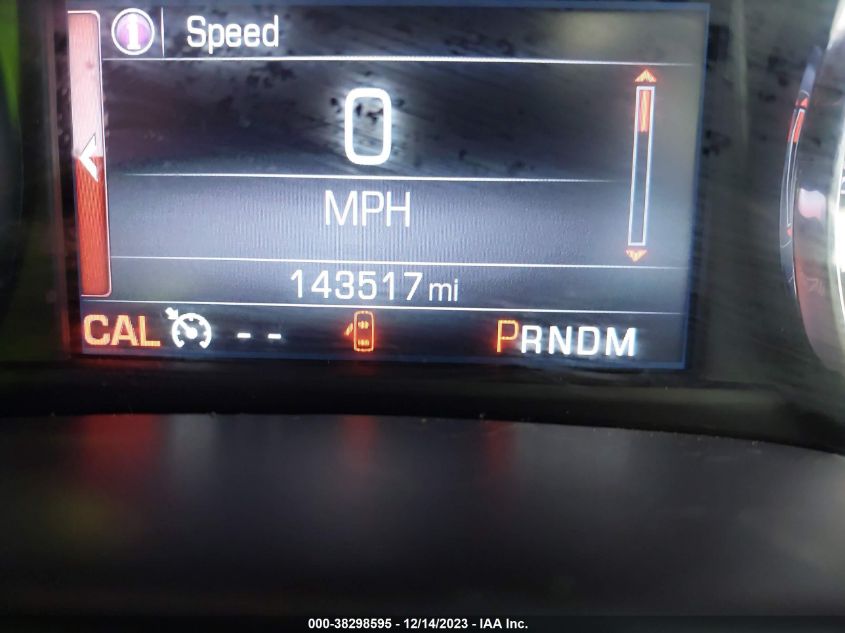 i Speed
0
MPH
143517 mi
CAL -- PRNDM
000-38298595 - 12/14/2023 - IAA Inc.